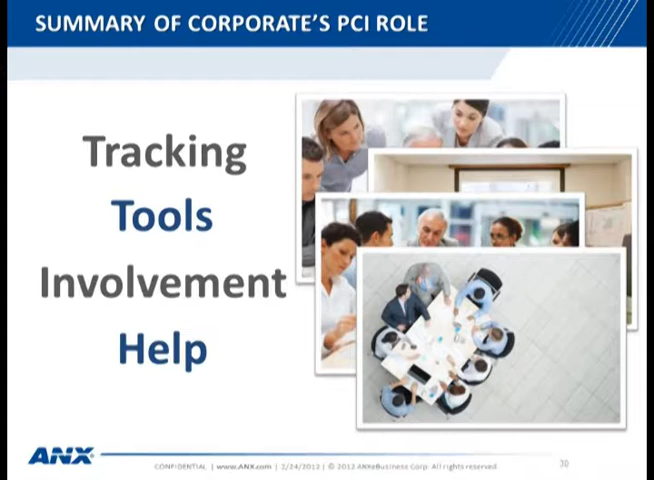 SUMMARY OF CORPORATE'S PCI ROLE
Tracking
Tools
Involvement
Help
ANX
CONFIDENTIAL | www.ANX.com | 2/24/2012 | © 2012 ANXeBusiness Corp. All rights reserved.
30